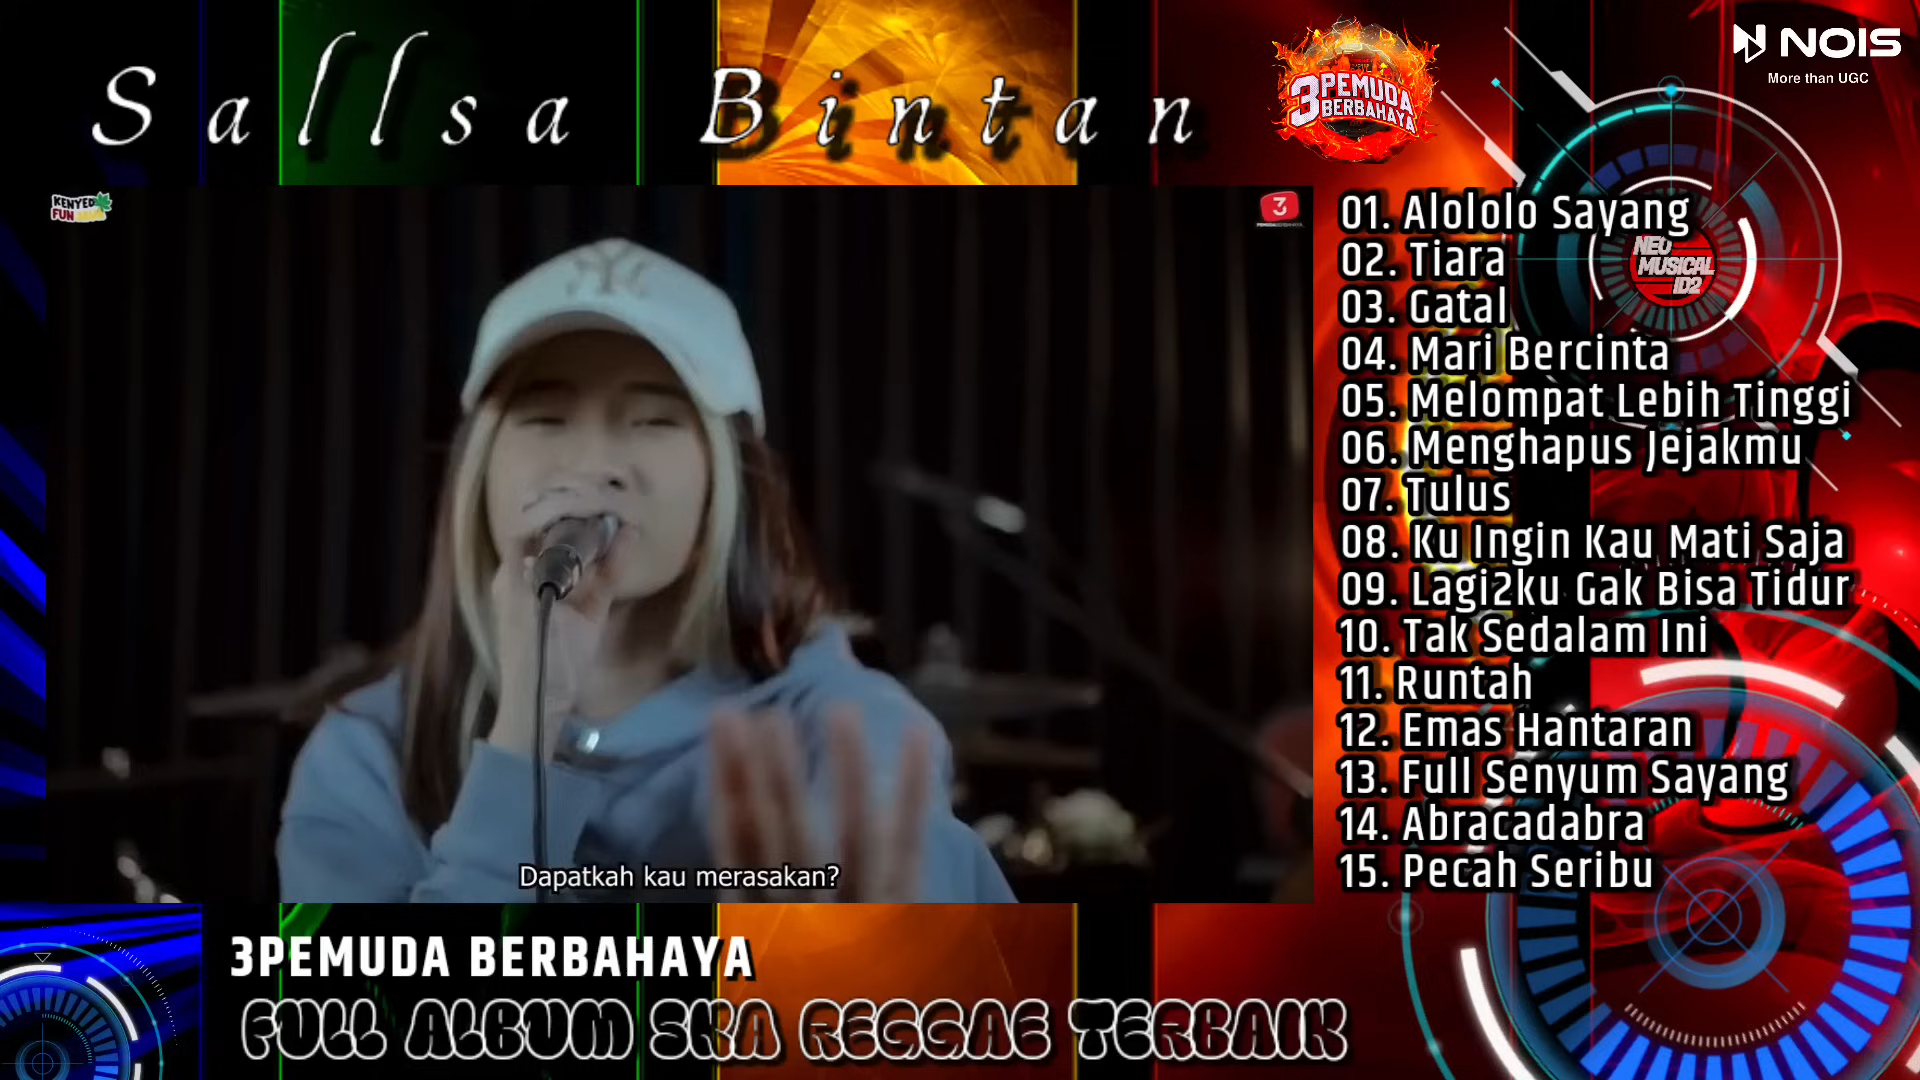 Sallsa Bintan
3PEMUDA
BERBAHAYA
NOIS
More than UGC
KENYED
FUN
3
01. Alololo Sayang
02. Tiara
03. Gatal
04. Mari Bercinta
05. Melompat Lebih Tinggi
06. Menghapus Jejakmu
07. Tulus
08. Ku Ingin Kau Mati Saja
09. Lagi2ku Gak Bisa Tidur
10. Tak Sedalam Ini
11. Runtah
12. Emas Hantaran
13. Full Senyum Sayang
14. Abracadabra
15. Pecah Seribu
NEO
MUSICAL
ID2
Dapatkah kau merasakan?
3PEMUDA BERBAHAYA
FULL ALBUM SKA REGGAE TERBAIK